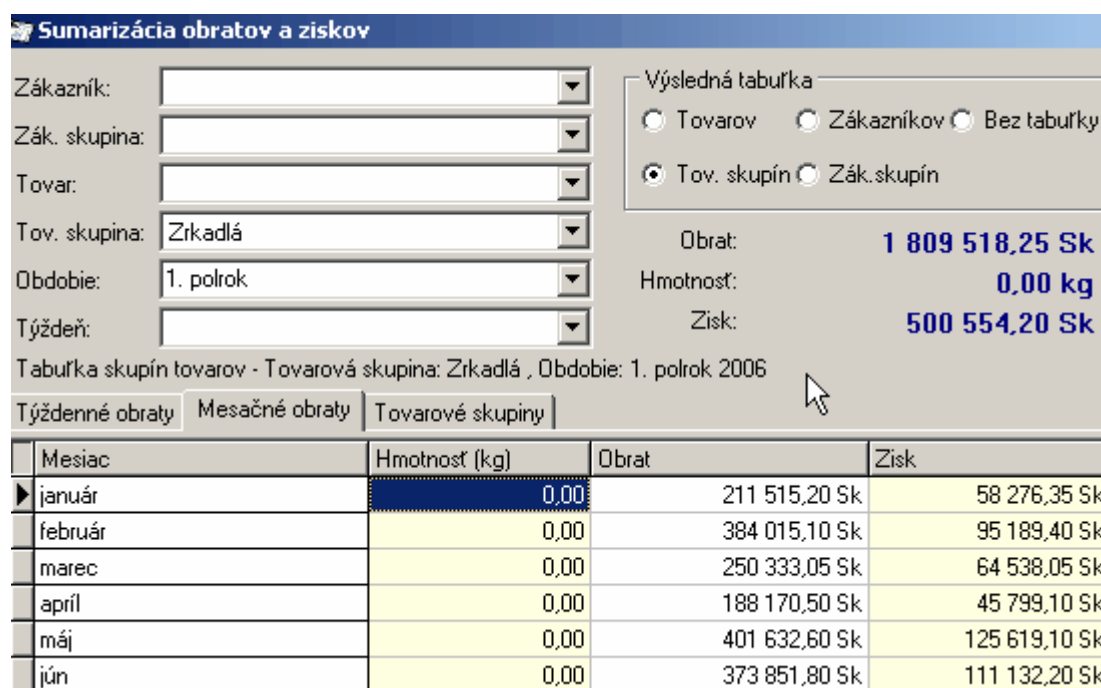 Sumarizácia obratov a ziskov
Zákazník:
Zák. skupina:
Tovar:
Tov. skupina: Zrkadlá
Obdobie: 1. polrok
Týždeň:
Výsledná tabuľka
Tovarov Zákazníkov Bez tabuľky
Tov. skupín Zák.skupín
Obrat: 1 809 518,25 Sk
Hmotnosť: 0,00 kg
Zisk: 500 554,20 Sk
Tabuľka skupín tovarov - Tovarová skupina: Zrkadlá , Obdobie: 1. polrok 2006
Týždenné obraty Mesačné obraty Tovarové skupiny
Mesiac Hmotnosť (kg) Obrat Zisk
január 0,00 211 515,20 Sk 58 276,35 Sk
február 0,00 384 015,10 Sk 95 189,40 Sk
marec 0,00 250 333,05 Sk 64 538,05 Sk
apríl 0,00 188 170,50 Sk 45 799,10 Sk
máj 0,00 401 632,60 Sk 125 619,10 Sk
jún 0,00 373 851,80 Sk 111 132,20 Sk